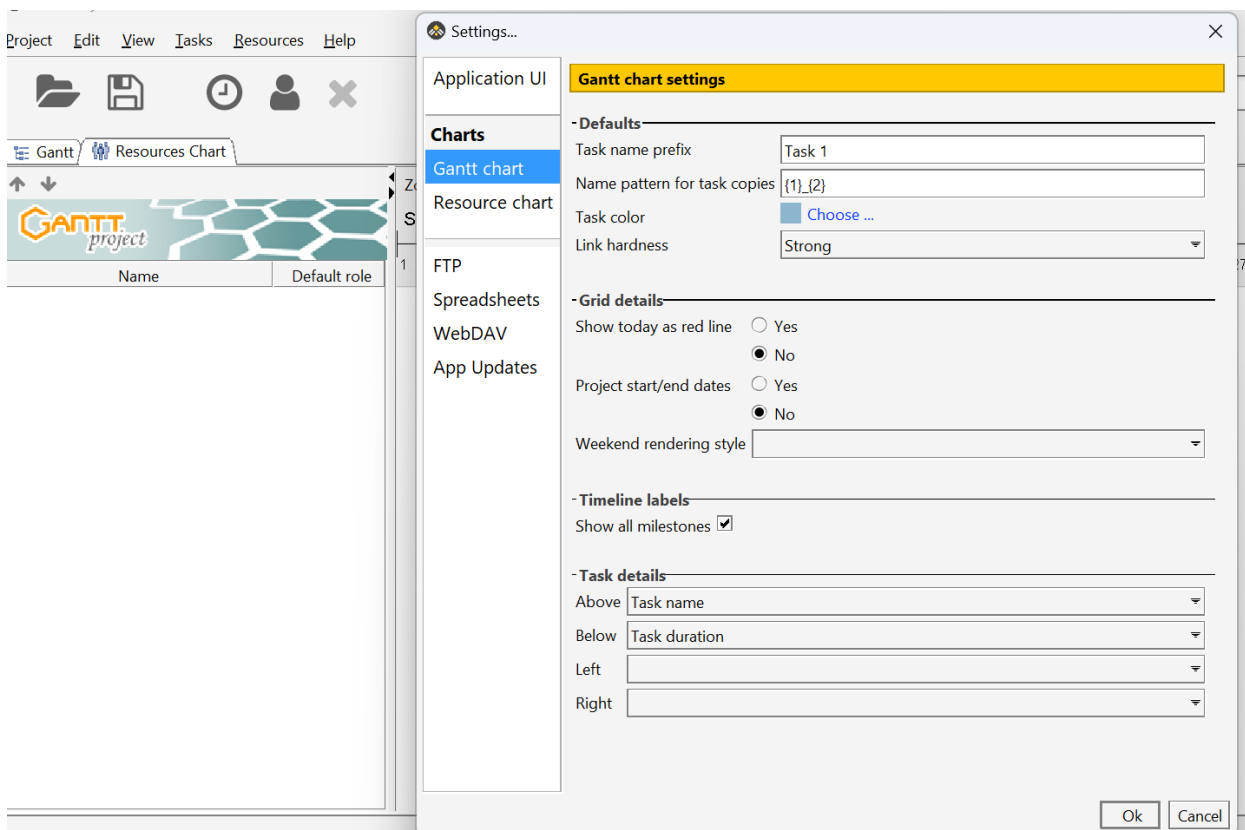 Settings...
Project Edit View Tasks Resources Help
Gantt
Resources Chart
GANTT
project
Name Default role
1
Application UI
Charts
Gantt chart
Resource chart
FTP
Spreadsheets
WebDAV
App Updates
Gantt chart settings
Defaults
Task name prefix Task 1
Name pattern for task copies {1}_{2}
Task color Choose ...
Link hardness Strong
Grid details
Show today as red line Yes
No
Project start/end dates Yes
No
Weekend rendering style
Timeline labels
Show all milestones
Task details
Above Task name
Below Task duration
Left
Right
Ok Cancel